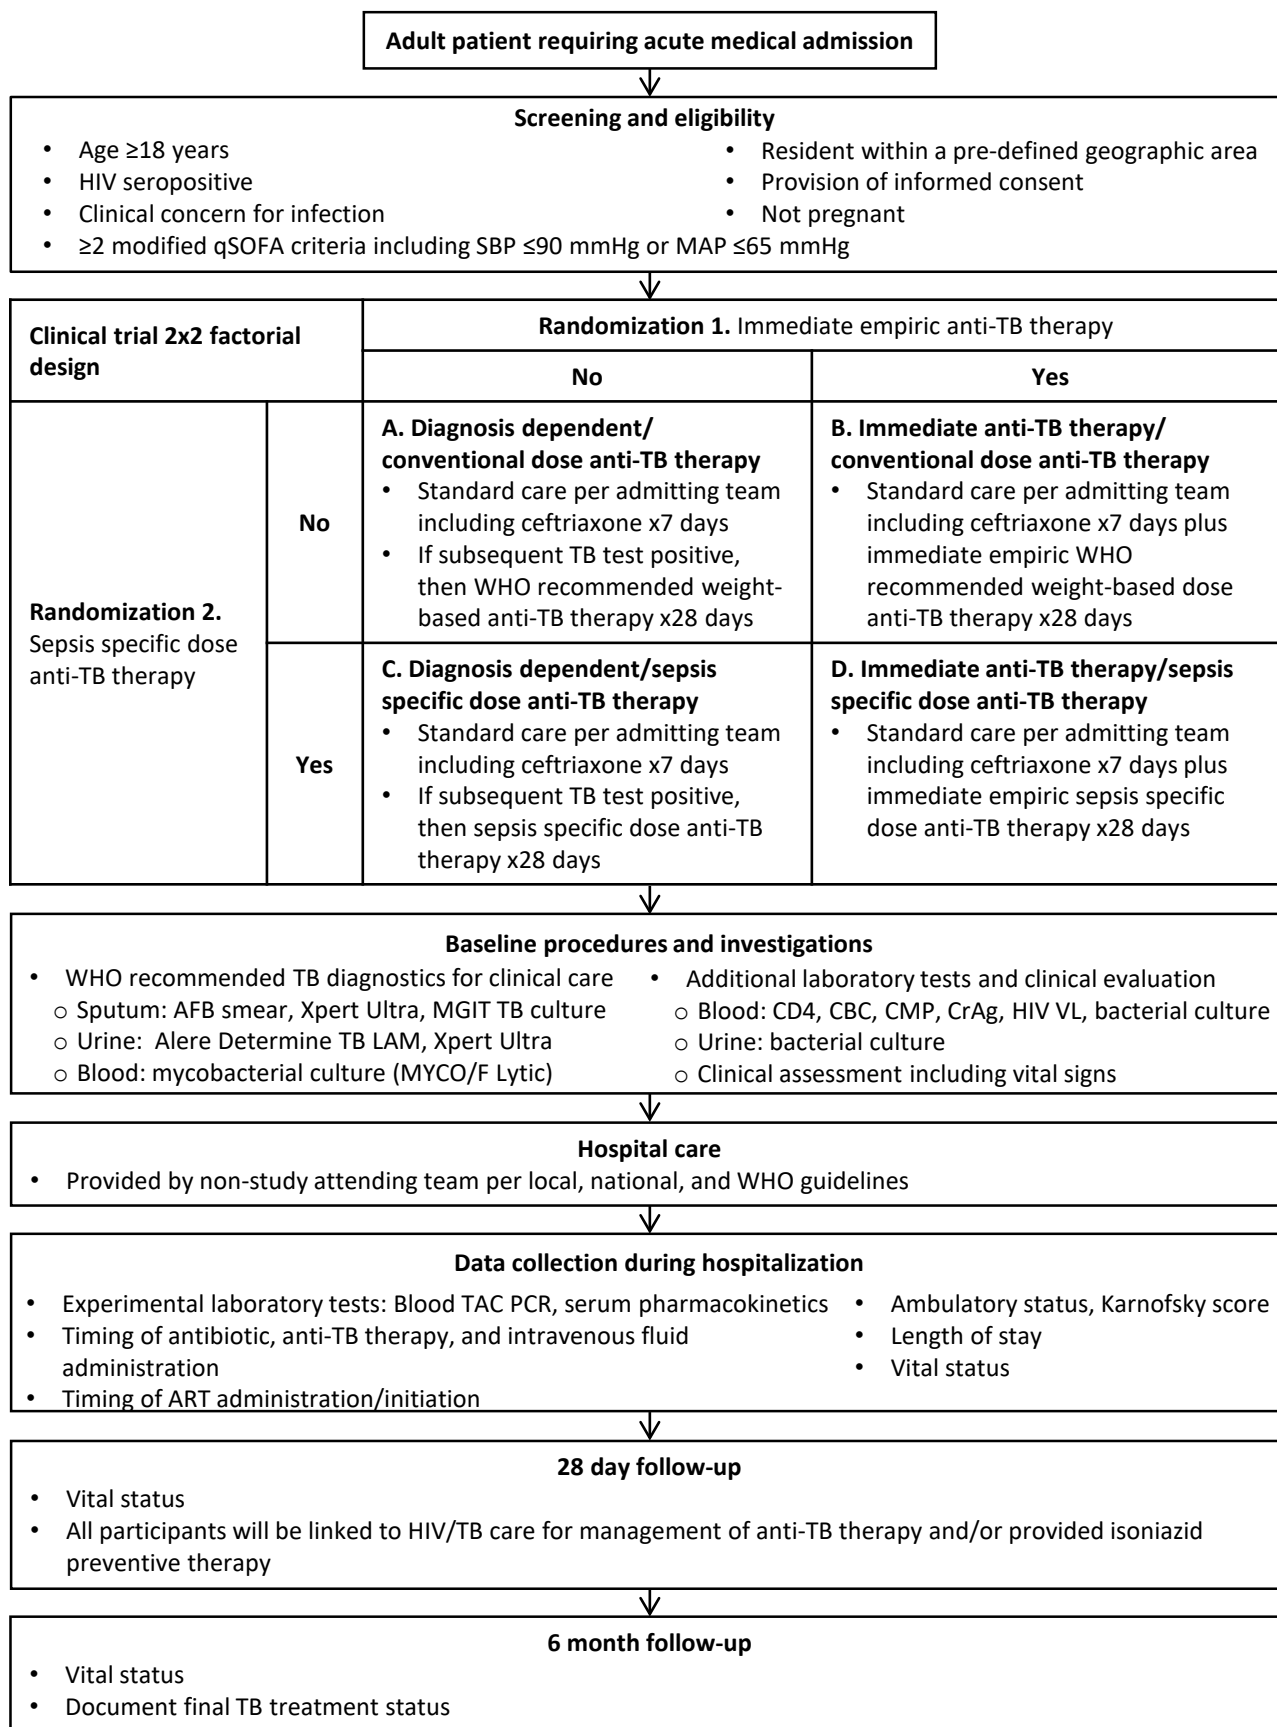 Adult patient requiring acute medical admission
Screening and eligibility
• Age ≥18 years
• HIV seropositive
• Clinical concern for infection
• ≥2 modified qSOFA criteria including SBP ≤90 mmHg or MAP ≤65 mmHg
• Resident within a pre-defined geographic area
• Provision of informed consent
• Not pregnant
Clinical trial 2x2 factorial
design
Randomization 1. Immediate empiric anti-TB therapy
No
Yes
Randomization 2.
Sepsis specific dose
anti-TB therapy
No
A. Diagnosis dependent/
conventional dose anti-TB therapy
• Standard care per admitting team
including ceftriaxone x7 days
• If subsequent TB test positive,
then WHO recommended weight-
based anti-TB therapy x28 days
B. Immediate anti-TB therapy/
conventional dose anti-TB therapy
• Standard care per admitting team
including ceftriaxone x7 days plus
immediate empiric WHO
recommended weight-based dose
anti-TB therapy x28 days
Yes
C. Diagnosis dependent/sepsis
specific dose anti-TB therapy
• Standard care per admitting team
including ceftriaxone x7 days
• If subsequent TB test positive,
then sepsis specific dose anti-TB
therapy x28 days
D. Immediate anti-TB therapy/sepsis
specific dose anti-TB therapy
• Standard care per admitting team
including ceftriaxone x7 days plus
immediate empiric sepsis specific
dose anti-TB therapy x28 days
Baseline procedures and investigations
• WHO recommended TB diagnostics for clinical care
o Sputum: AFB smear, Xpert Ultra, MGIT TB culture
o Urine: Alere Determine TB LAM, Xpert Ultra
o Blood: mycobacterial culture (MYCO/F Lytic)
• Additional laboratory tests and clinical evaluation
o Blood: CD4, CBC, CMP, CrAg, HIV VL, bacterial culture
o Urine: bacterial culture
o Clinical assessment including vital signs
Hospital care
• Provided by non-study attending team per local, national, and WHO guidelines
Data collection during hospitalization
• Experimental laboratory tests: Blood TAC PCR, serum pharmacokinetics
• Timing of antibiotic, anti-TB therapy, and intravenous fluid
administration
• Timing of ART administration/initiation
• Ambulatory status, Karnofsky score
• Length of stay
• Vital status
28 day follow-up
• Vital status
• All participants will be linked to HIV/TB care for management of anti-TB therapy and/or provided isoniazid
preventive therapy
6 month follow-up
• Vital status
• Document final TB treatment status